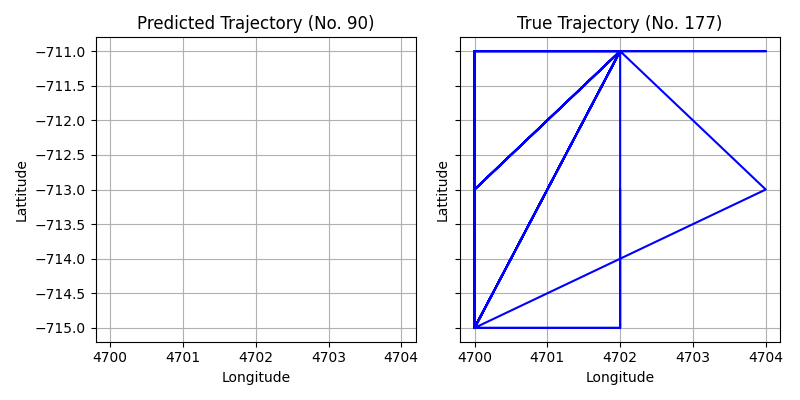 Predicted Trajectory (No. 90)
True Trajectory (No. 177)
−711.0
−711.5
−712.0
−712.5
−713.0
−713.5
−714.0
−714.5
−715.0
Lattitude
Lattitude
4700 4701 4702 4703 4704
4700 4701 4702 4703 4704
Longitude
Longitude